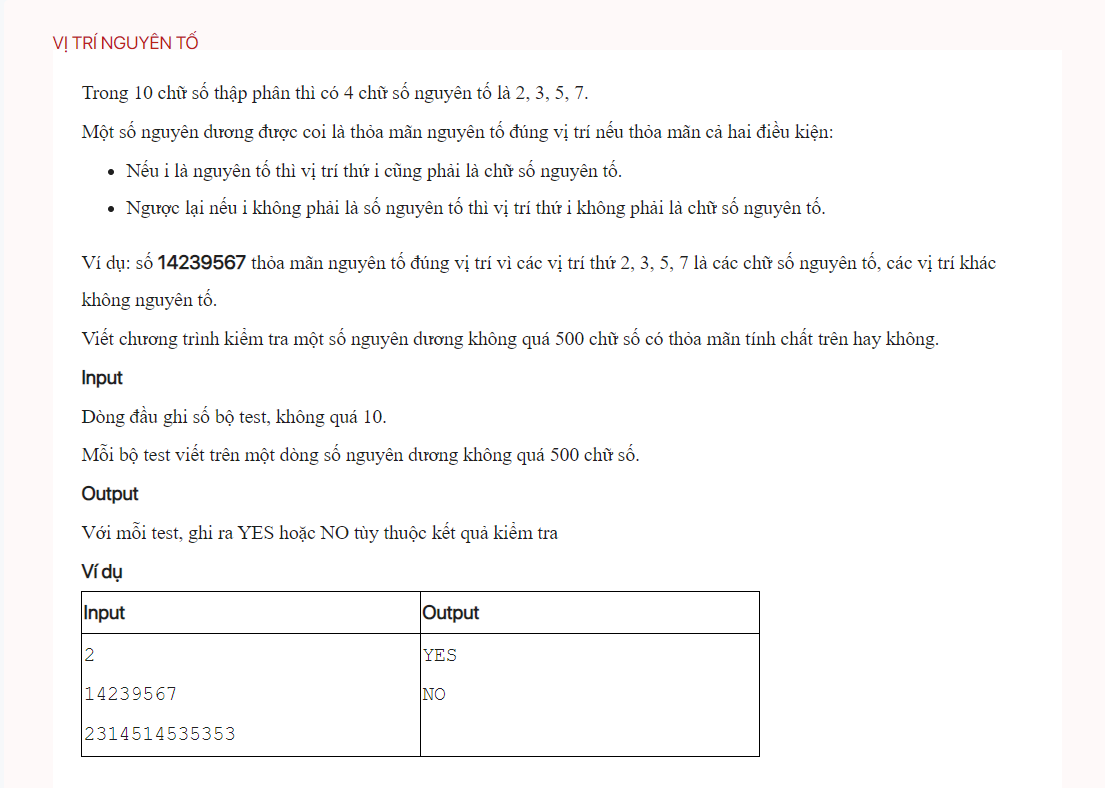 VỊ TRÍ NGUYÊN TỐ
Trong 10 chữ số thập phân thì có 4 chữ số nguyên tố là 2, 3, 5, 7.
Một số nguyên dương được coi là thỏa mãn nguyên tố đúng vị trí nếu thỏa mãn cả hai điều kiện:
• Nếu i là nguyên tố thì vị trí thứ i cũng phải là chữ số nguyên tố.
• Ngược lại nếu i không phải là số nguyên tố thì vị trí thứ i không phải là chữ số nguyên tố.
Ví dụ: số 14239567 thỏa mãn nguyên tố đúng vị trí vì các vị trí thứ 2, 3, 5, 7 là các chữ số nguyên tố, các vị trí khác
không nguyên tố.
Viết chương trình kiểm tra một số nguyên dương không quá 500 chữ số có thỏa mãn tính chất trên hay không.
Input
Dòng đầu ghi số bộ test, không quá 10.
Mỗi bộ test viết trên một dòng số nguyên dương không quá 500 chữ số.
Output
Với mỗi test, ghi ra YES hoặc NO tùy thuộc kết quả kiểm tra
Ví dụ
Input Output
2 YES
14239567 NO
2314514535353